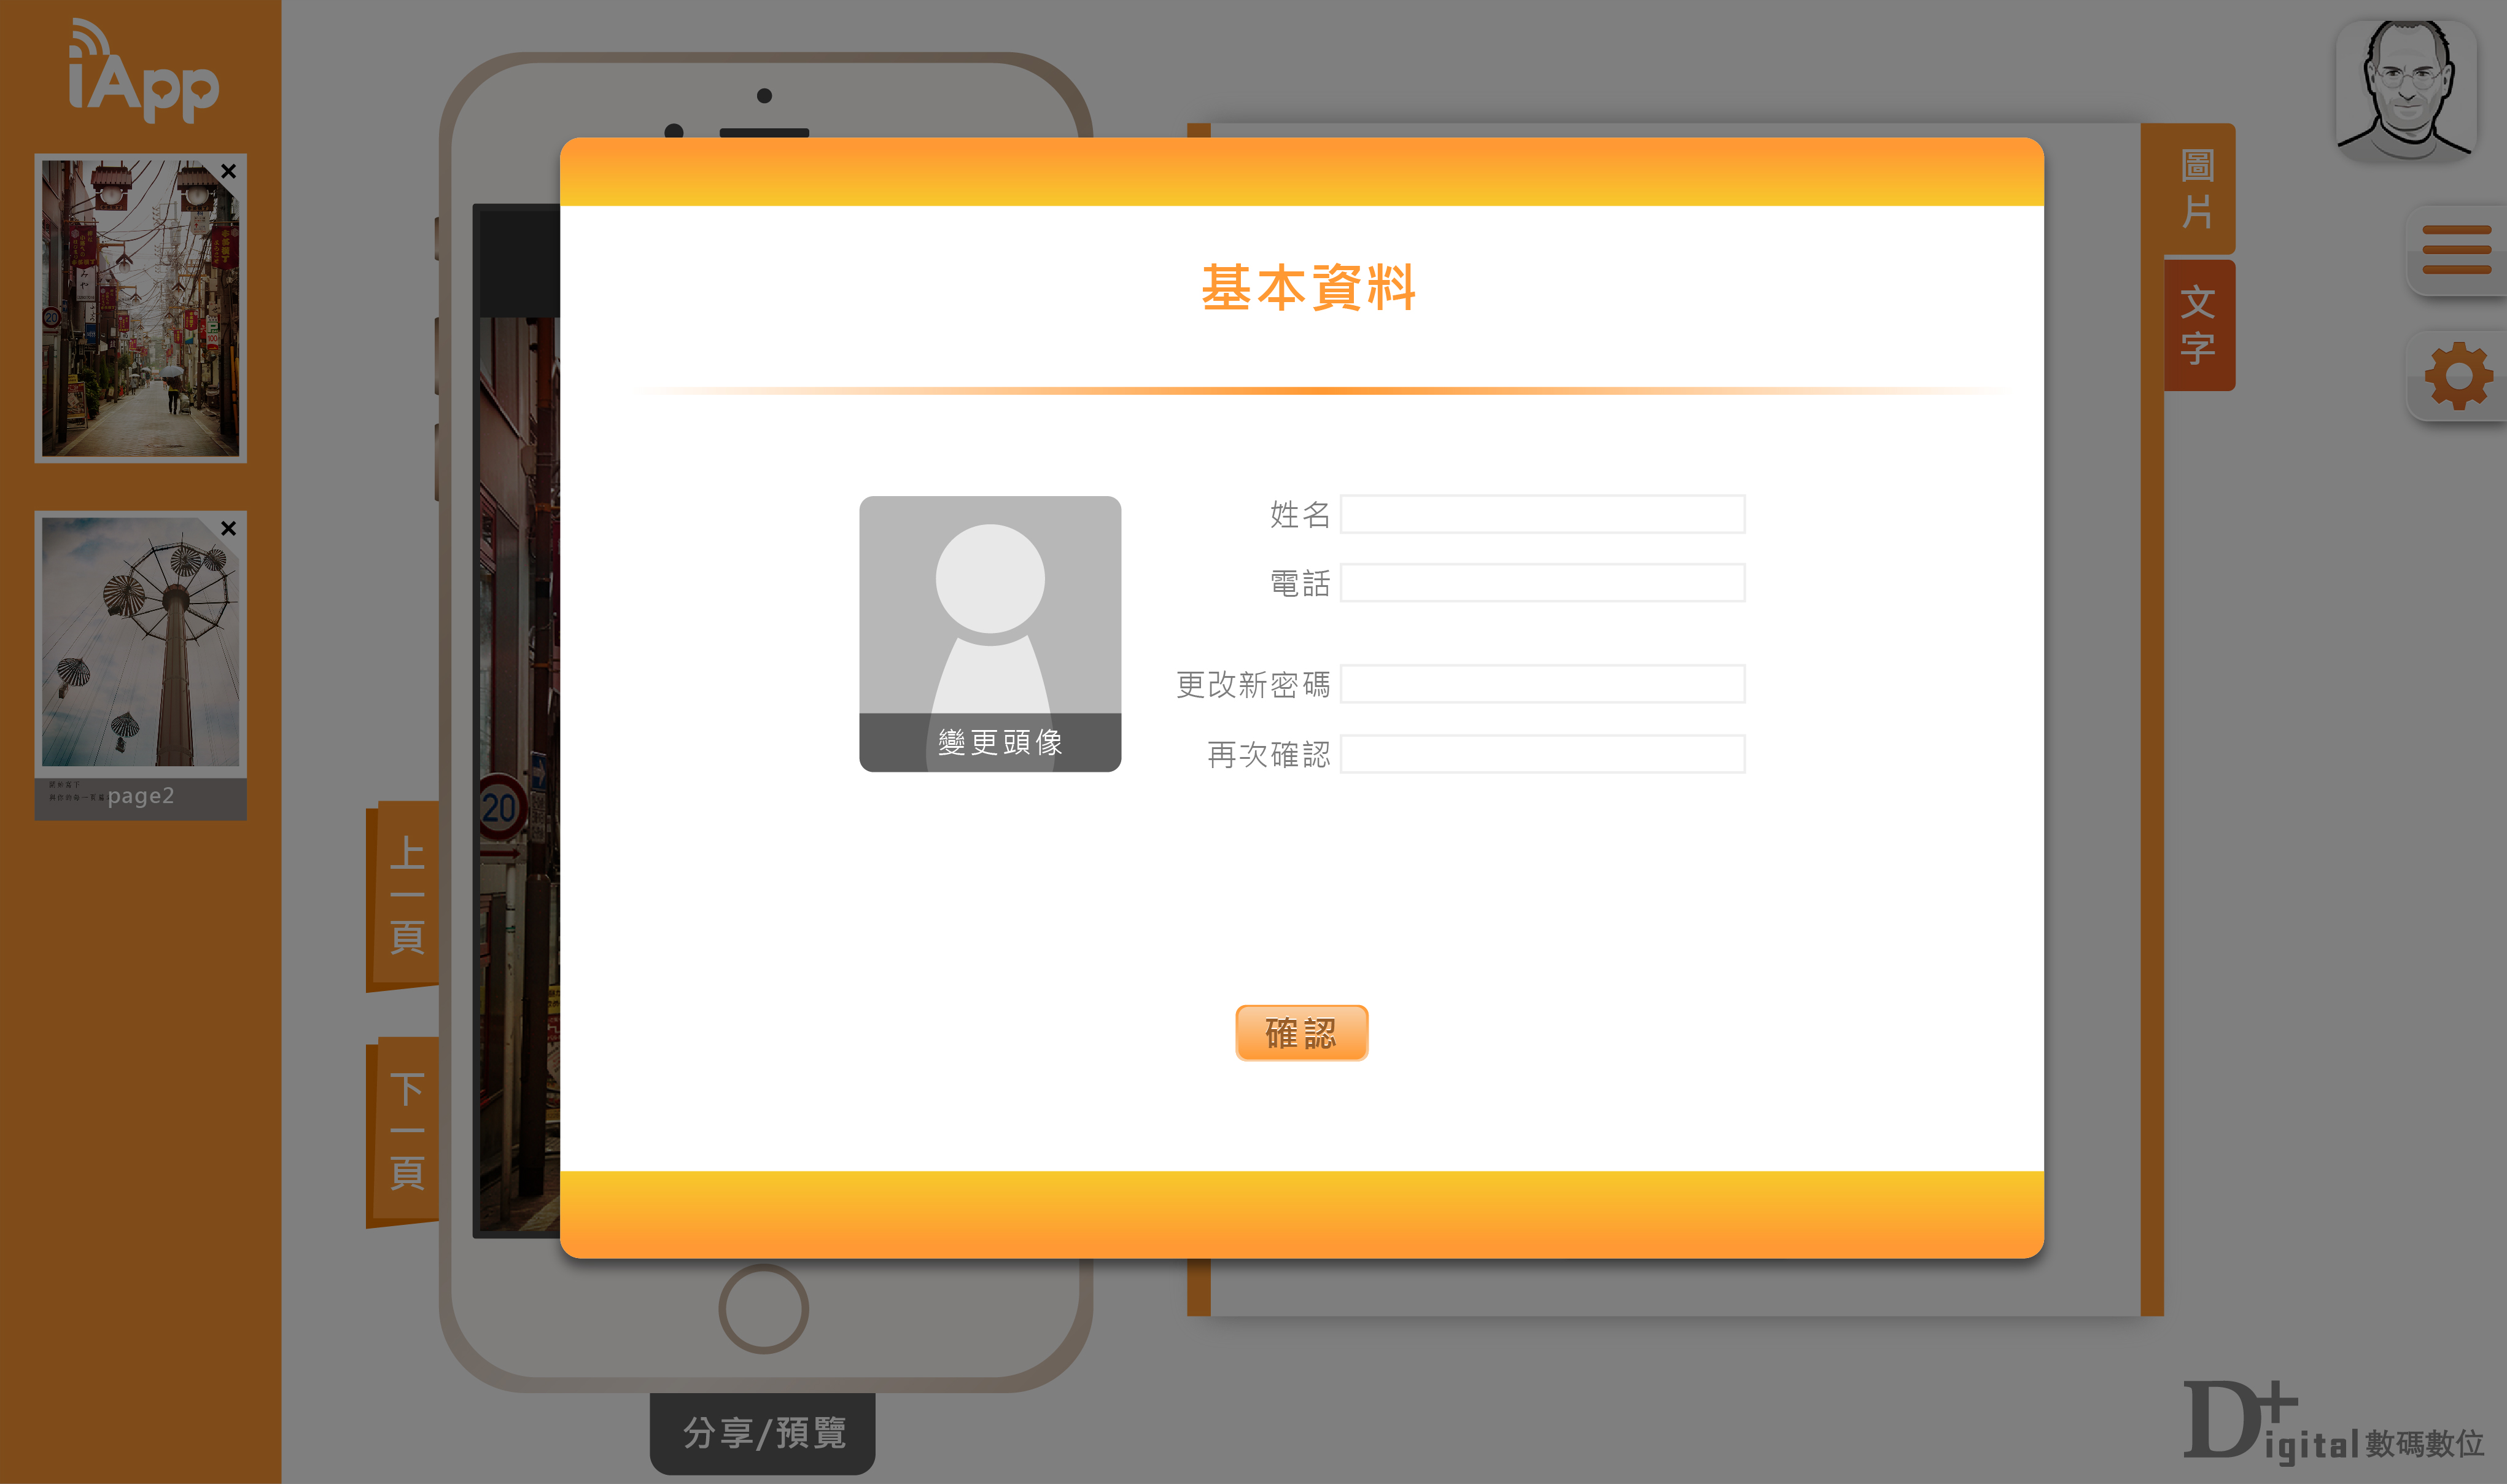 iApp
page2
上一頁
下一頁
20
20
基本資料
姓名
電話
更改新密碼
再次確認
變更頭像
確認
圖片
文字
分享/預覽
D+igital 數碼數位